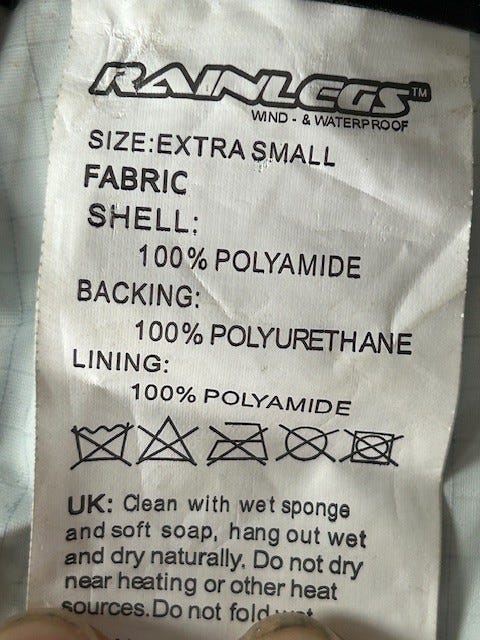 RAINLEGS™
WIND - & WATERPROOF
SIZE:EXTRA SMALL
FABRIC
SHELL:
100% POLYAMIDE
BACKING:
100% POLYURETHANE
LINING:
100% POLYAMIDE
UK: Clean with wet sponge
and soft soap, hang out wet
and dry naturally. Do not dry
near heating or other heat
sources.Do not fold wet